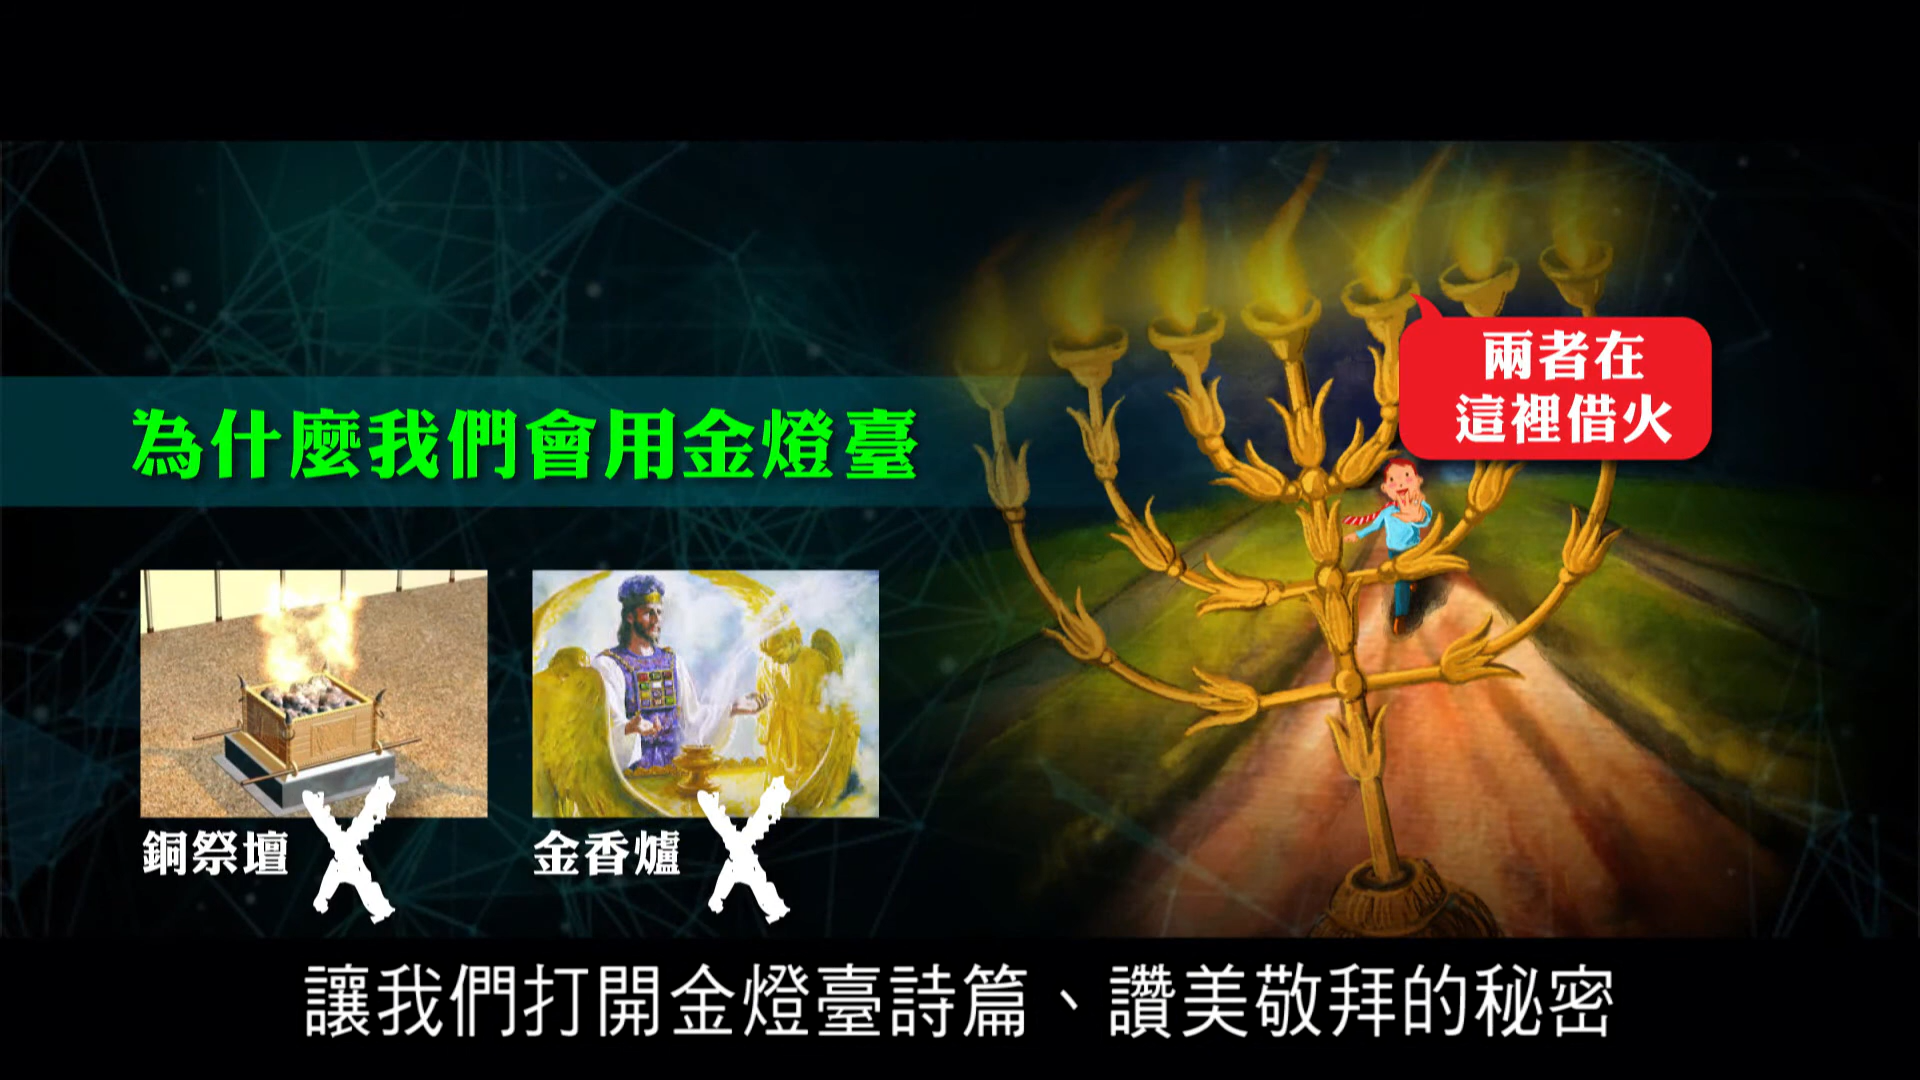 為什麼我們會用金燈臺
兩者在
這裡借火
銅祭壇
金香爐
讓我們打開金燈臺詩篇、讚美敬拜的秘密